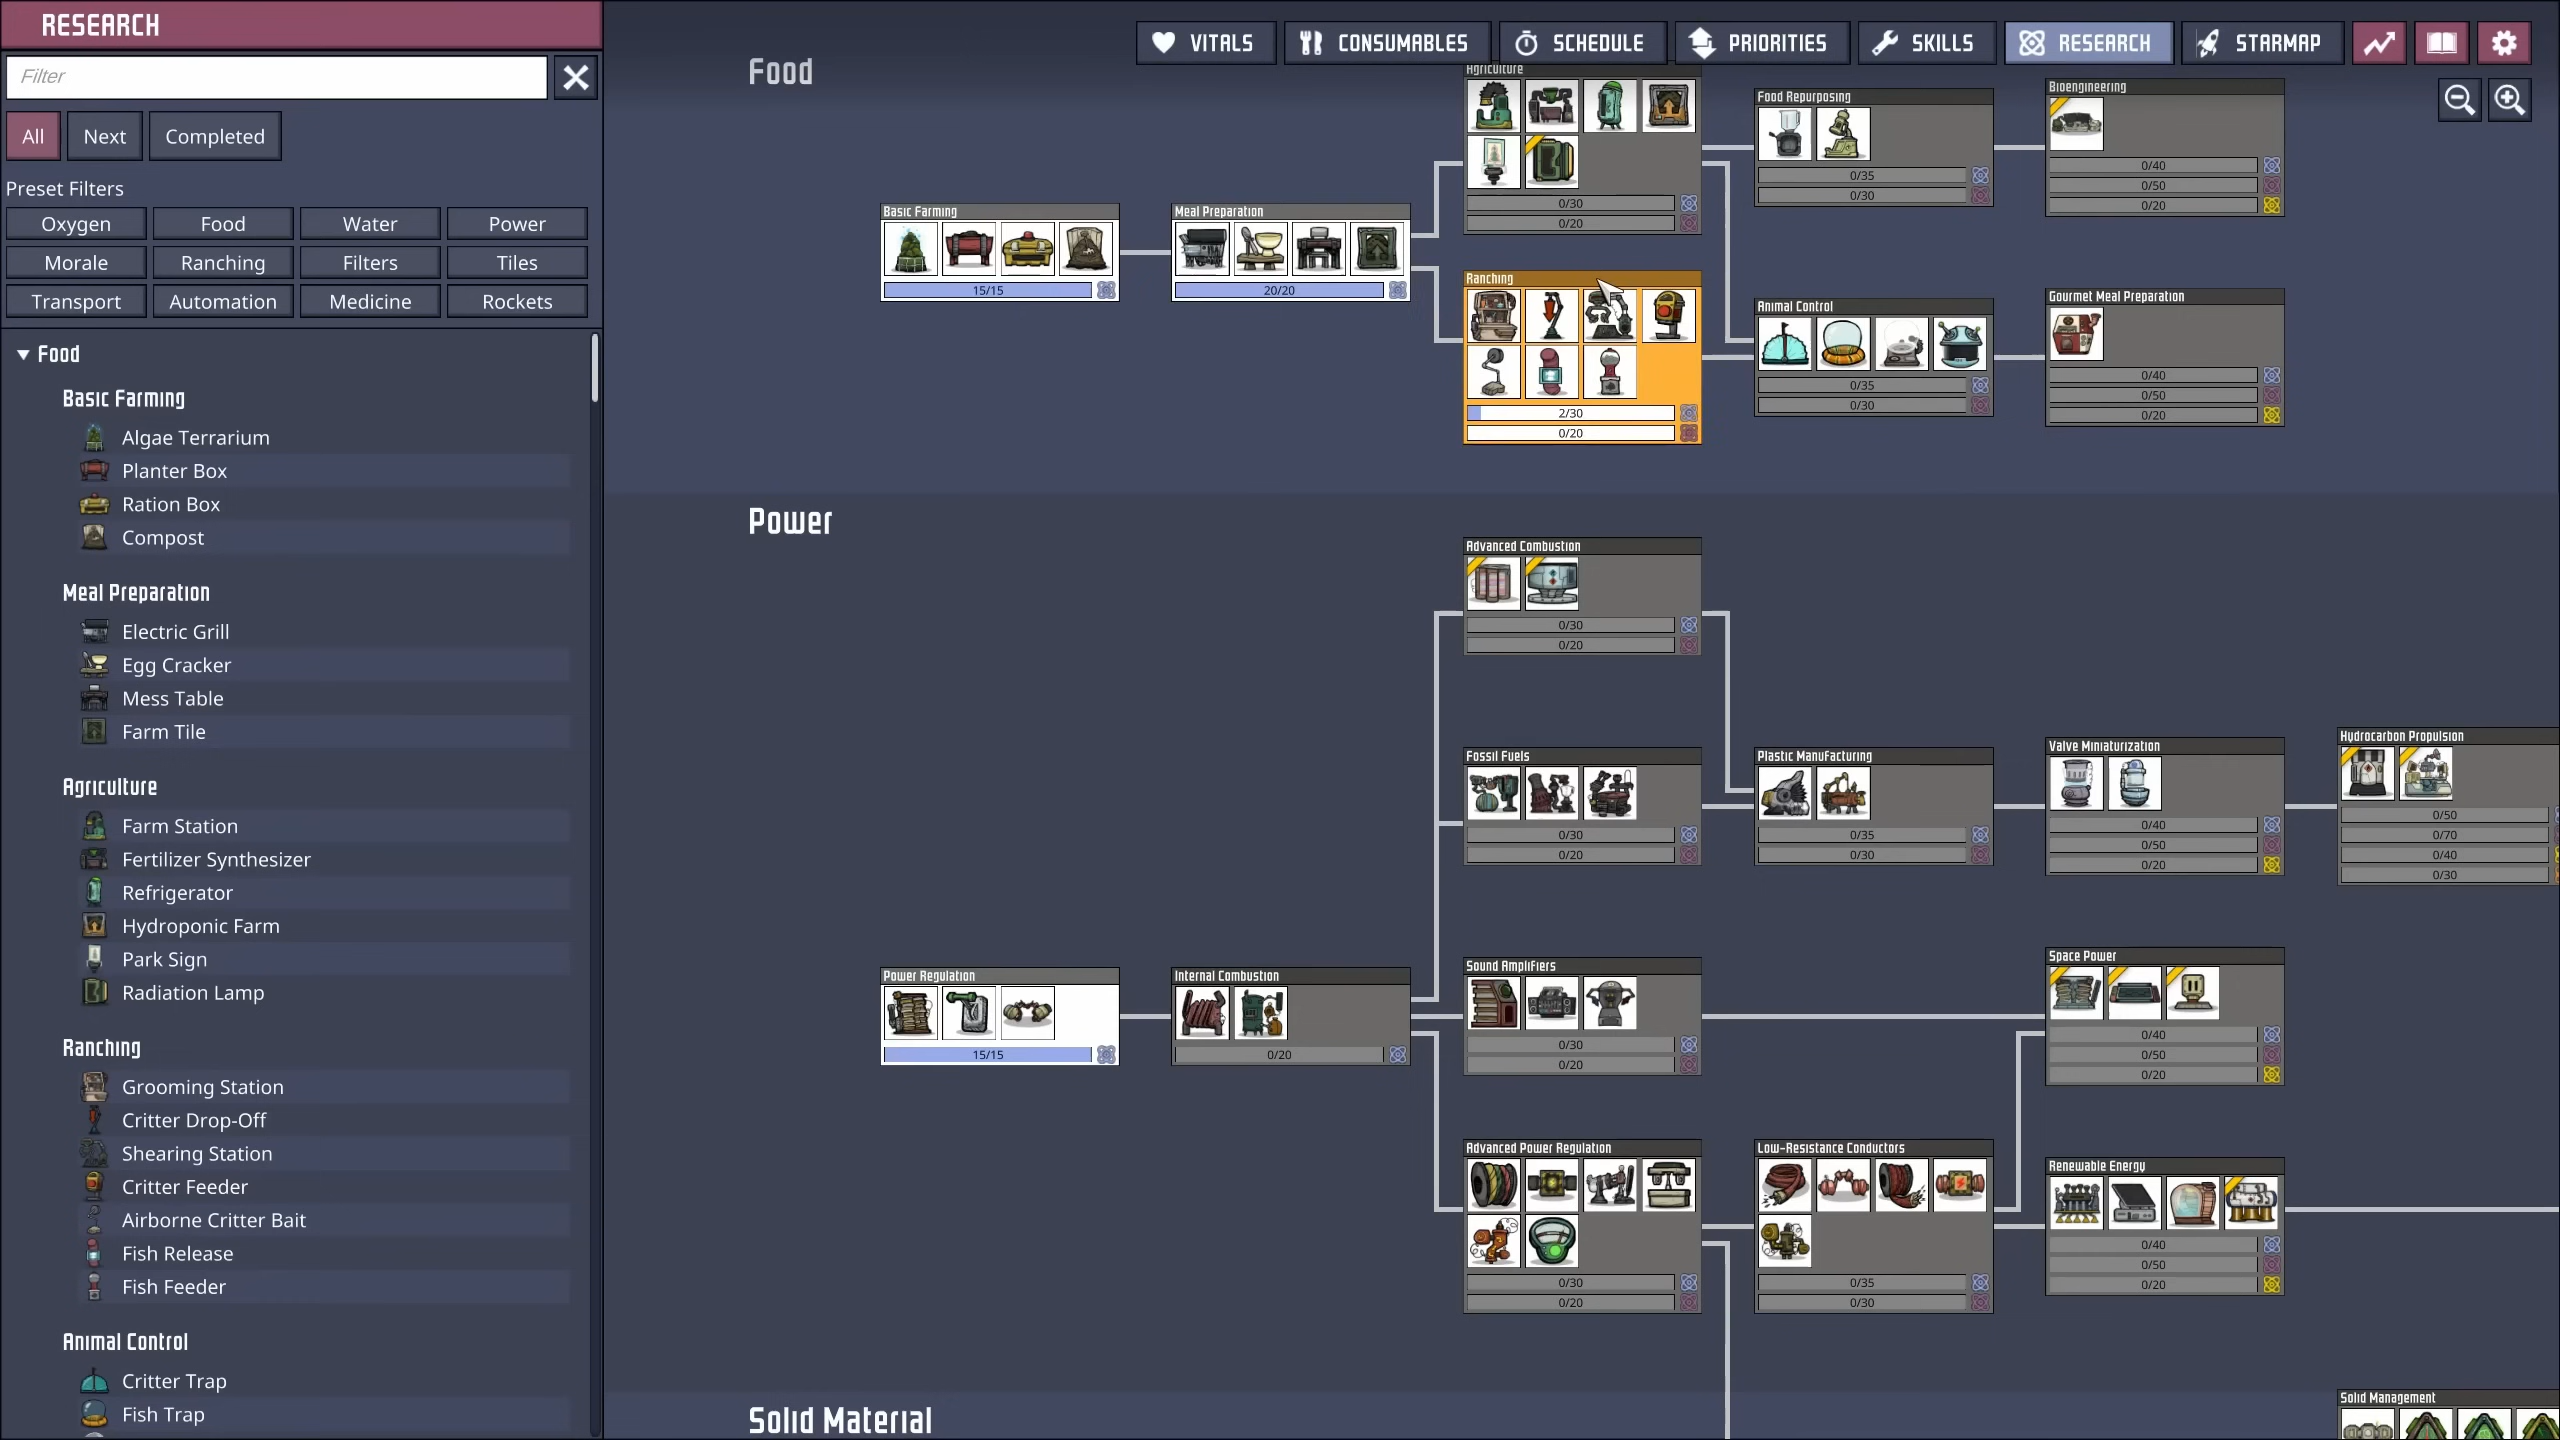 RESEARCH
VITALS
CONSUMABLES
SCHEDULE
PRIORITIES
SKILLS
RESEARCH
STARMAP
Filter
All
Next
Completed
Preset Filters
Oxygen
Food
Water
Power
Morale
Ranching
Filters
Tiles
Transport
Automation
Medicine
Rockets
Food
Basic Farming
Algae Terrarium
Planter Box
Ration Box
Compost
Meal Preparation
Electric Grill
Egg Cracker
Mess Table
Farm Tile
Agriculture
Farm Station
Fertilizer Synthesizer
Refrigerator
Hydroponic Farm
Park Sign
Radiation Lamp
Ranching
Grooming Station
Critter Drop-Off
Shearing Station
Critter Feeder
Airborne Critter Bait
Fish Release
Fish Feeder
Animal Control
Critter Trap
Fish Trap
Food
Basic Farming
15/15
Meal Preparation
20/20
Agriculture
0/30
0/20
Ranching
2/30
0/20
Food Repurposing
0/35
0/30
Animal Control
0/35
0/30
Bioengineering
0/40
0/50
0/20
Gourmet Meal Preparation
0/40
0/50
0/20
Power
Power Regulation
15/15
Internal Combustion
0/20
Advanced Combustion
0/30
0/20
Fossil Fuels
0/30
0/20
Sound Amplifiers
0/30
0/20
Advanced Power Regulation
0/30
0/20
Plastic Manufacturing
0/35
0/30
Low-Resistance Conductors
0/35
0/30
Valve Miniaturization
0/40
0/50
0/20
Space Power
0/40
0/50
0/20
Renewable Energy
0/40
0/50
0/20
Hydrocarbon Propulsion
0/50
0/70
0/40
0/30
Solid Material
Solid Management